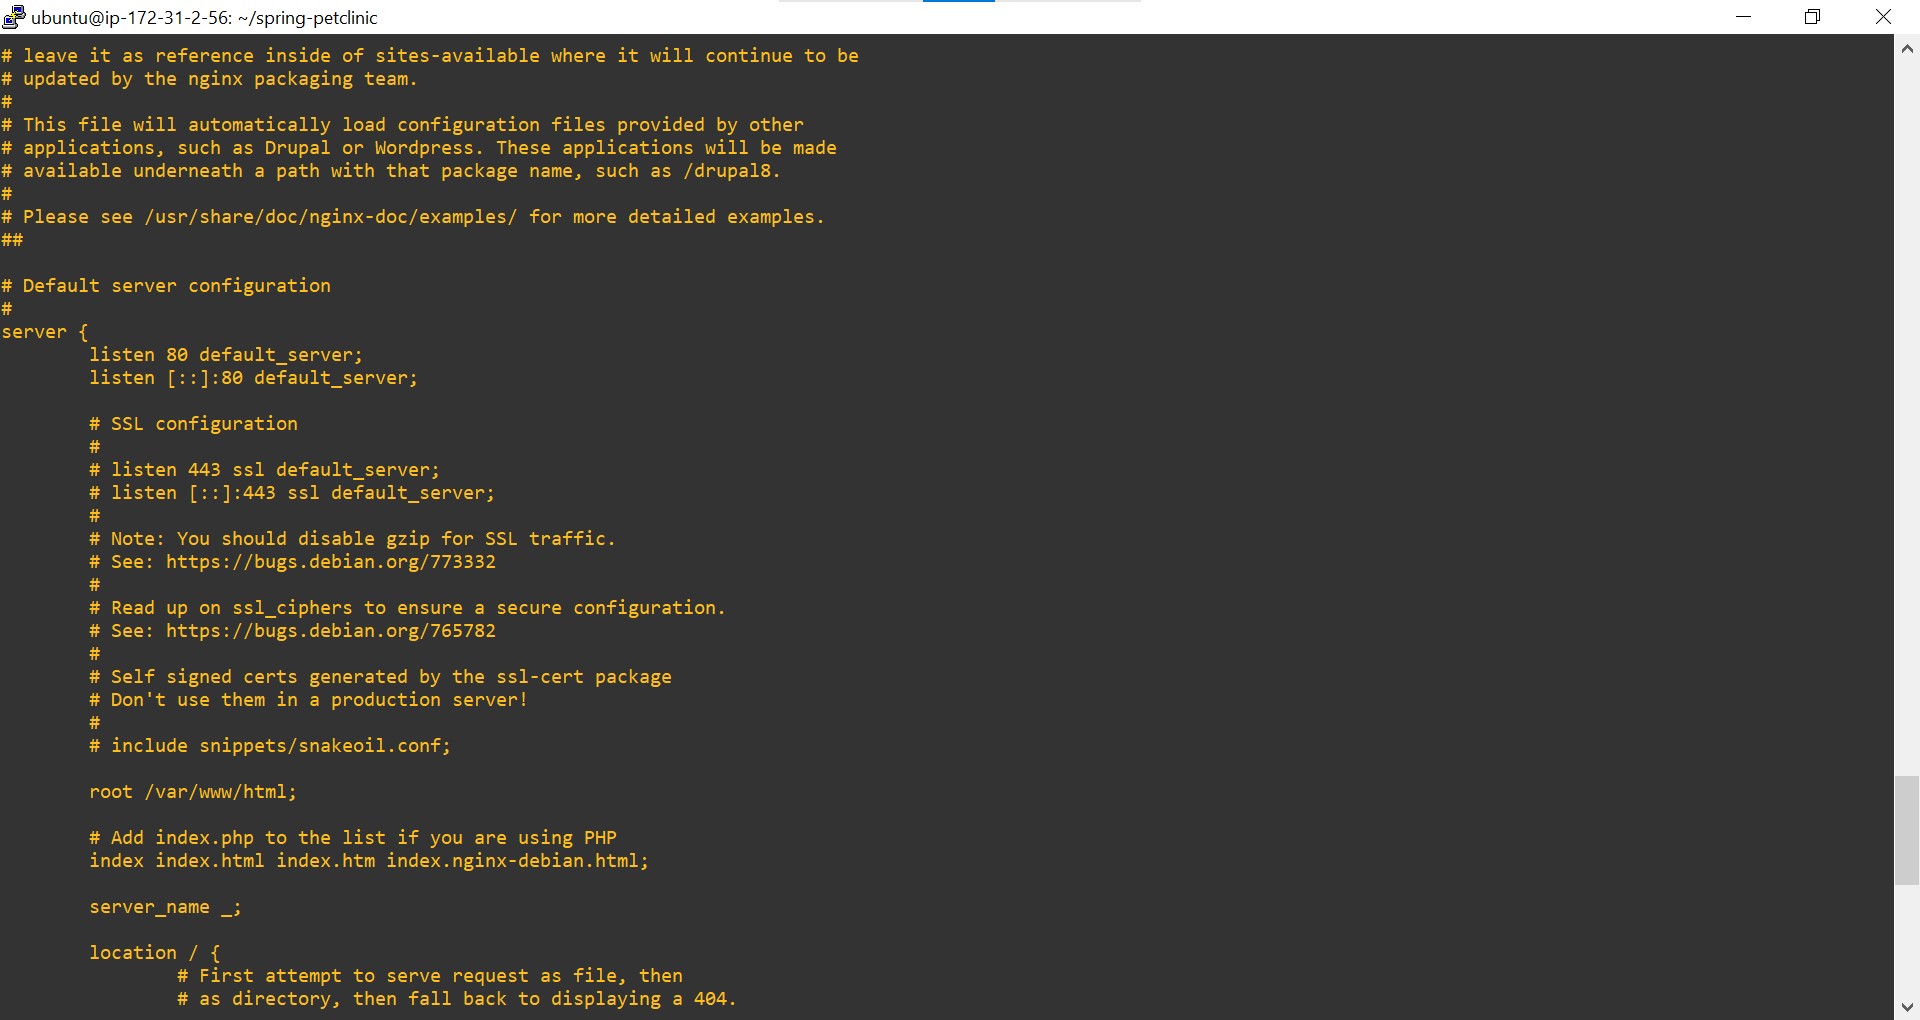 ubuntu@ip-172-31-2-56: ~/spring-petclinic
# leave it as reference inside of sites-available where it will continue to be
# updated by the nginx packaging team.
#
# This file will automatically load configuration files provided by other
# applications, such as Drupal or Wordpress. These applications will be made
# available underneath a path with that package name, such as /drupal8.
#
# Please see /usr/share/doc/nginx-doc/examples/ for more detailed examples.
##

# Default server configuration
#
server {
        listen 80 default_server;
        listen [::]:80 default_server;

        # SSL configuration
        #
        # listen 443 ssl default_server;
        # listen [::]:443 ssl default_server;
        #
        # Note: You should disable gzip for SSL traffic.
        # See: https://bugs.debian.org/773332
        #
        # Read up on ssl_ciphers to ensure a secure configuration.
        # See: https://bugs.debian.org/765782
        #
        # Self signed certs generated by the ssl-cert package
        # Don't use them in a production server!
        #
        # include snippets/snakeoil.conf;

        root /var/www/html;

        # Add index.php to the list if you are using PHP
        index index.html index.htm index.nginx-debian.html;

        server_name _;

        location / {
                # First attempt to serve request as file, then
                # as directory, then fall back to displaying a 404.